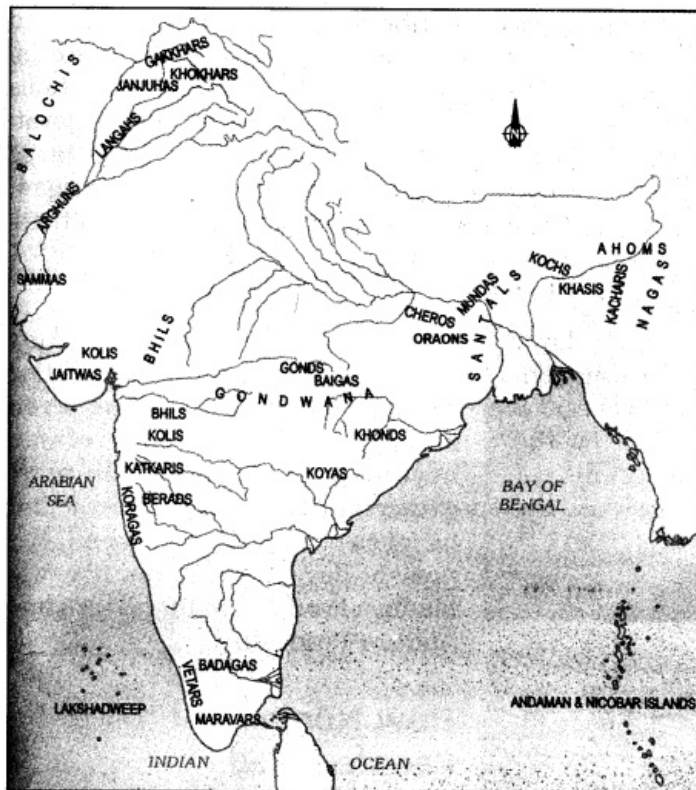 GAKKHARS
KHOKHARS
JANJUHAS
LANGAHS
BALOCHIS
ARGHUNS
SAMMAS
N
AHOMS
KOCHS
KHASIS
KACHARIS
NAGAS
MUNDAS
CHEROS
ORAONS
SANTALS
BHILS
KOLIS
JAITWAS
GONDS
BAIGAS
GONDWANA
BHILS
KOLIS
KHONDS
KATKARIS
KOYAS
BERADS
KORAGAS
ARABIAN
SEA
BAY OF
BENGAL
BADAGAS
VETARS
MARAVARS
LAKSHADWEEP
ANDAMAN & NICOBAR ISLANDS
INDIAN OCEAN